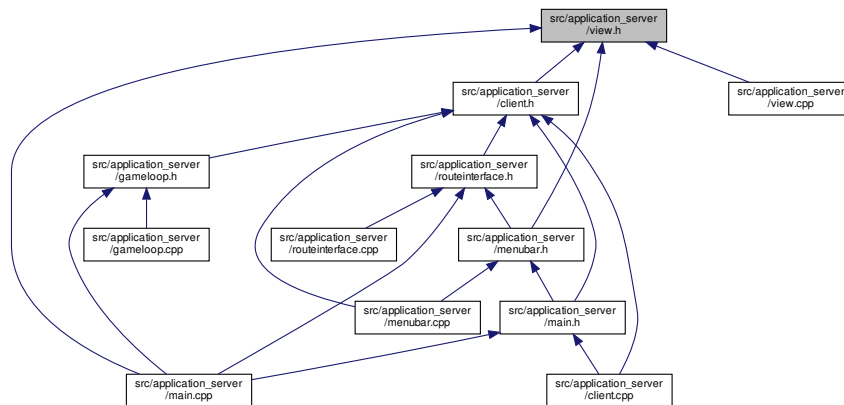 src/application_server
/view.h
src/application_server
/client.h
src/application_server
/view.cpp
src/application_server
/gameloop.h
src/application_server
/routeinterface.h
src/application_server
/gameloop.cpp
src/application_server
/routeinterface.cpp
src/application_server
/menubar.h
src/application_server
/menubar.cpp
src/application_server
/main.h
src/application_server
/main.cpp
src/application_server
/client.cpp